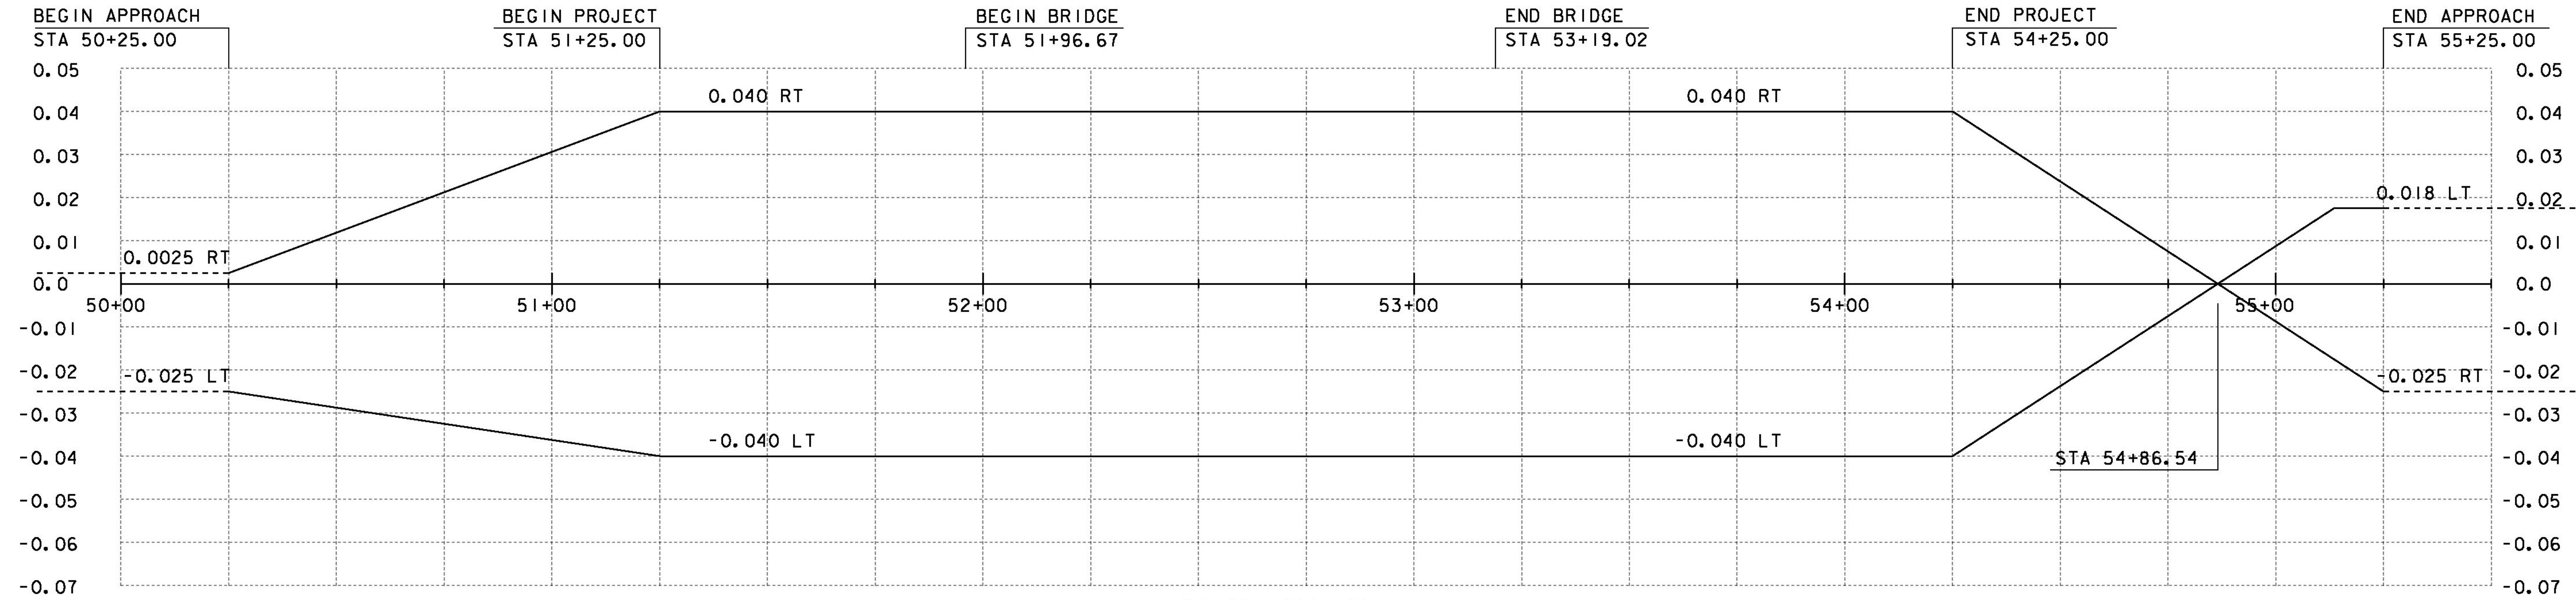 BEGIN APPROACH
STA 50+25.00
BEGIN PROJECT
STA 51+25.00
BEGIN BRIDGE
STA 51+96.67
END BRIDGE
STA 53+19.02
END PROJECT
STA 54+25.00
END APPROACH
STA 55+25.00
0.05 0.05
0.040 RT 0.040 RT
0.04 0.04
0.03 0.03
0.018 LT
0.02 0.02
0.01 0.01
0.0025 RT
0.0 0.0
50+00 51+00 52+00 53+00 54+00 55+00
-0.01 -0.01
-0.02 -0.02
-0.025 LT -0.025 RT
-0.03 -0.03
-0.040 LT -0.040 LT
-0.04 STA 54+86.54 -0.04
-0.05 -0.05
-0.06 -0.06
-0.07 -0.07